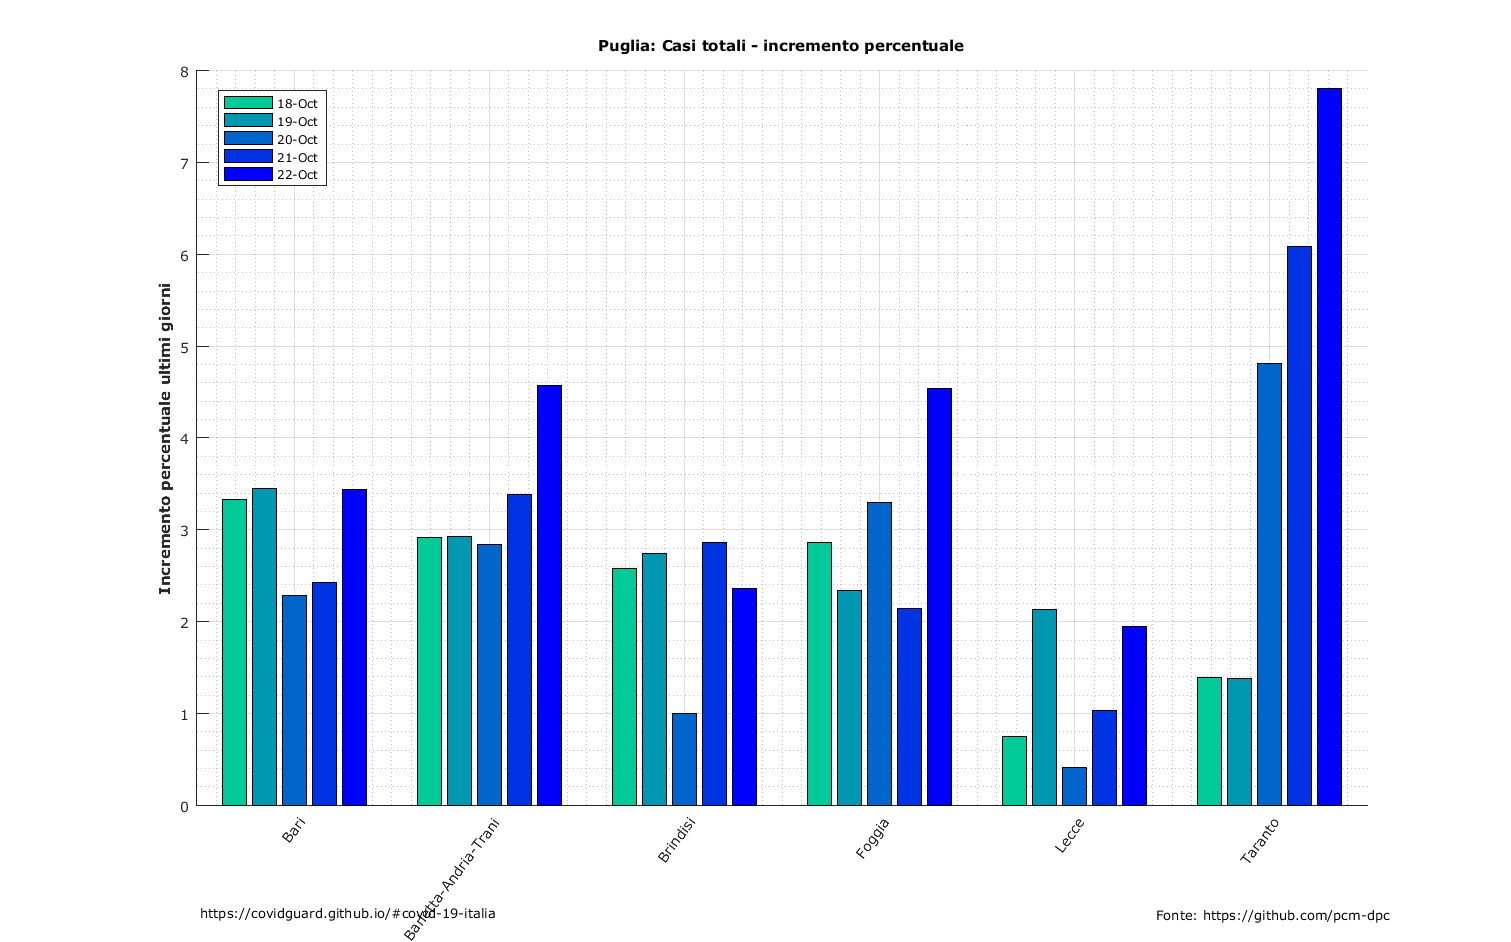 Puglia: Casi totali - incremento percentuale
18-Oct
19-Oct
20-Oct
21-Oct
22-Oct
Incremento percentuale ultimi giorni
8
7
6
5
4
3
2
1
0
Bari
Barletta-Andria-Trani
Brindisi
Foggia
Lecce
Taranto
https://covidguard.github.io/#covid-19-italia
Fonte: https://github.com/pcm-dpc